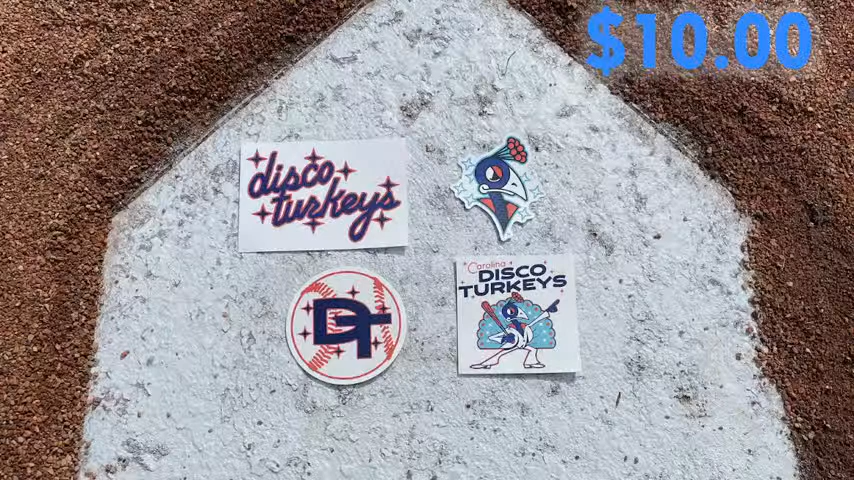 $10.00
disco
turkeys
DT
Carolina
DISCO
TURKEYS